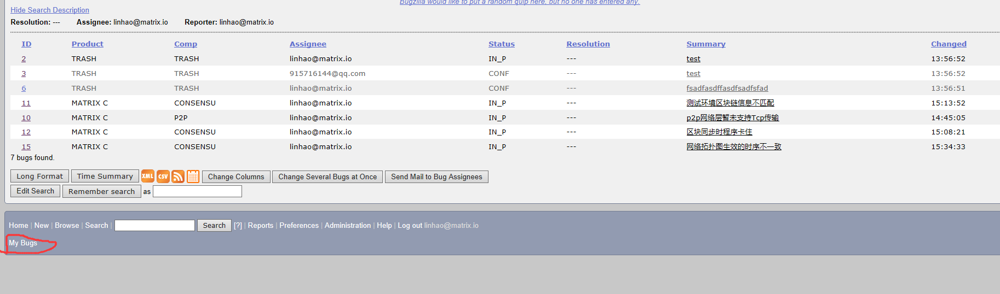 Bugzilla would like to put a random quip here, but no one has entered any.
Hide Search Description
Resolution: --- Assignee: linhao@matrix.io Reporter: linhao@matrix.io
ID Product Comp Assignee Status Resolution Summary Changed
2 TRASH TRASH linhao@matrix.io IN_P --- test 13:56:52
3 TRASH TRASH 915716144@qq.com CONF --- test 13:56:52
6 TRASH TRASH linhao@matrix.io CONF --- fsadfasdffasdfsadfsfad 13:56:51
11 MATRIX C CONSENSU linhao@matrix.io IN_P --- 测试环境区块链信息不匹配 15:13:52
10 MATRIX C P2P linhao@matrix.io IN_P --- p2p网络层暂未支持Tcp传输 14:45:05
12 MATRIX C CONSENSU linhao@matrix.io IN_P --- 区块同步时程序卡住 15:08:21
15 MATRIX C CONSENSU linhao@matrix.io IN_P --- 网络拓扑图生效的时序不一致 15:34:33
7 bugs found.
Long Format Time Summary XML CSV Change Columns Change Several Bugs at Once Send Mail to Bug Assignees
Edit Search Remember search as
Home | New | Browse | Search | Search [?] | Reports | Preferences | Administration | Help | Log out linhao@matrix.io
My Bugs